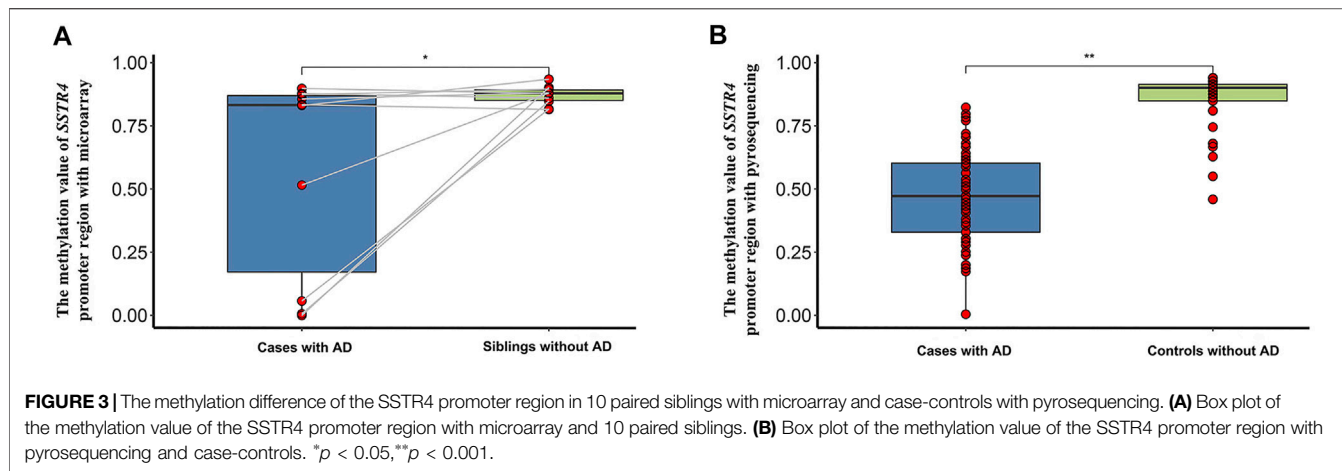 A
B
The methylation value of SSTR4
promoter region with microarray
1.00
0.75
0.50
0.25
0.00
*
Cases with AD
Siblings without AD
The methylation value of SSTR4
promoter region with pyrosequencing
1.00
0.75
0.50
0.25
0.00
**
Cases with AD
Controls without AD
FIGURE 3 | The methylation difference of the SSTR4 promoter region in 10 paired siblings with microarray and case-controls with pyrosequencing. (A) Box plot of
the methylation value of the SSTR4 promoter region with microarray and 10 paired siblings. (B) Box plot of the methylation value of the SSTR4 promoter region with
pyrosequencing and case-controls. *p < 0.05,**p < 0.001.